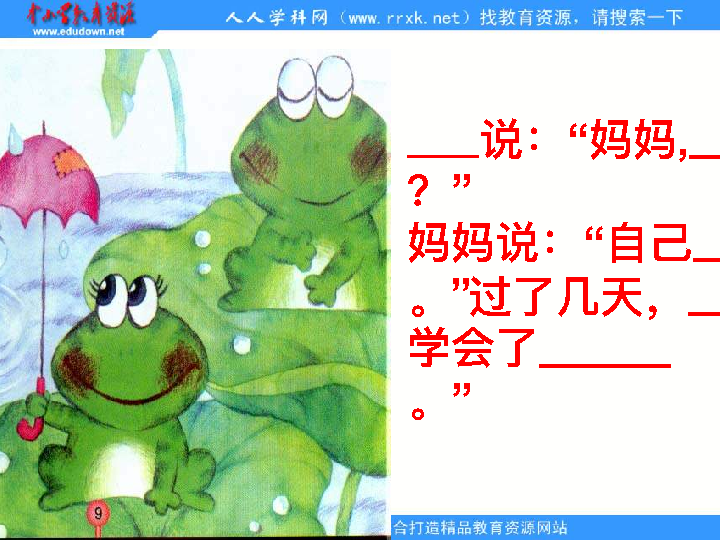 中小学教育资源
www.edudown.net
人人学科网（www.rrxk.net）找教育资源，请搜索一下
____说：“妈妈,__
？”
妈妈说：“自己__
。”过了几天，__
学会了______
。”
9
合打造精品教育资源网站